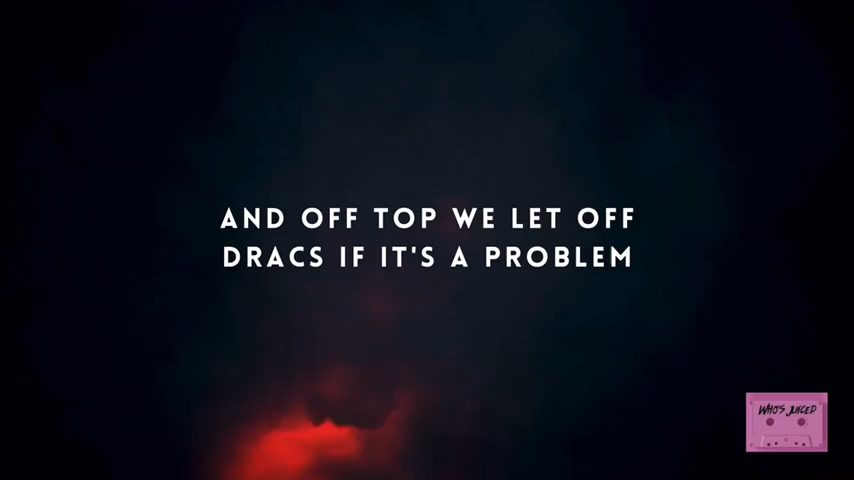 AND OFF TOP WE LET OFF
DRACS IF IT'S A PROBLEM
WHO'S JUICED